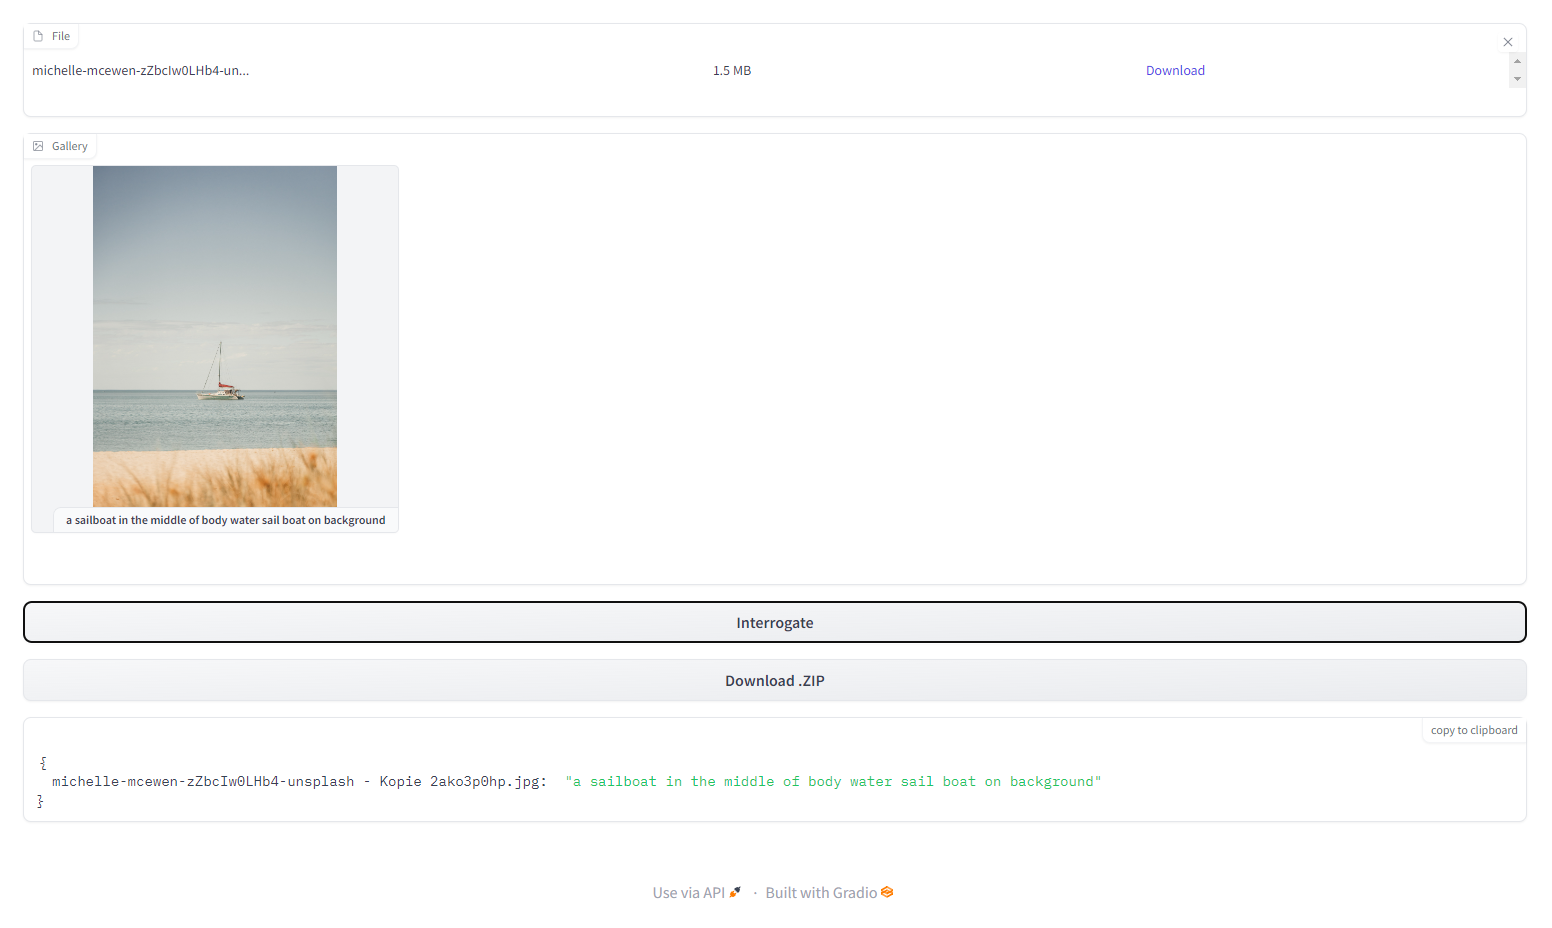 File
michelle-mcewen-zZbcIw0LHb4-un...
1.5 MB
Download
Gallery
a sailboat in the middle of body water sail boat on background
Interrogate
Download .ZIP
copy to clipboard
{
michelle-mcewen-zZbcIw0LHb4-unsplash - Kopie 2ako3p0hp.jpg: "a sailboat in the middle of body water sail boat on background"
}
Use via API · Built with Gradio